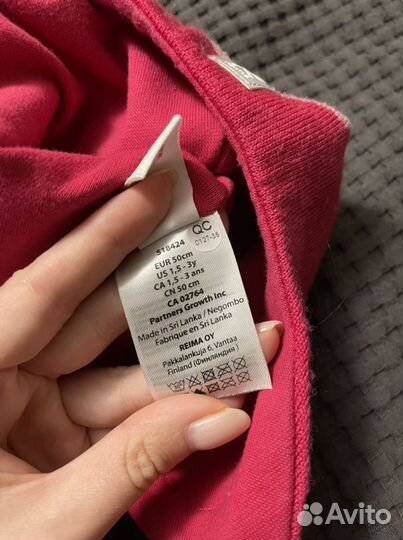 QC
0127-36
518424
EUR 50cm
US 1,5 - 3y
CA 1,5 - 3 ans
CN 50 cm
CA 02764
Partners Growth Inc
Made in Sri Lanka / Negombo
Fabrique en Sri Lanka
REIMA OY
Pakkalankuja 6, Vantaa
Finland (Финляндия)
Avito